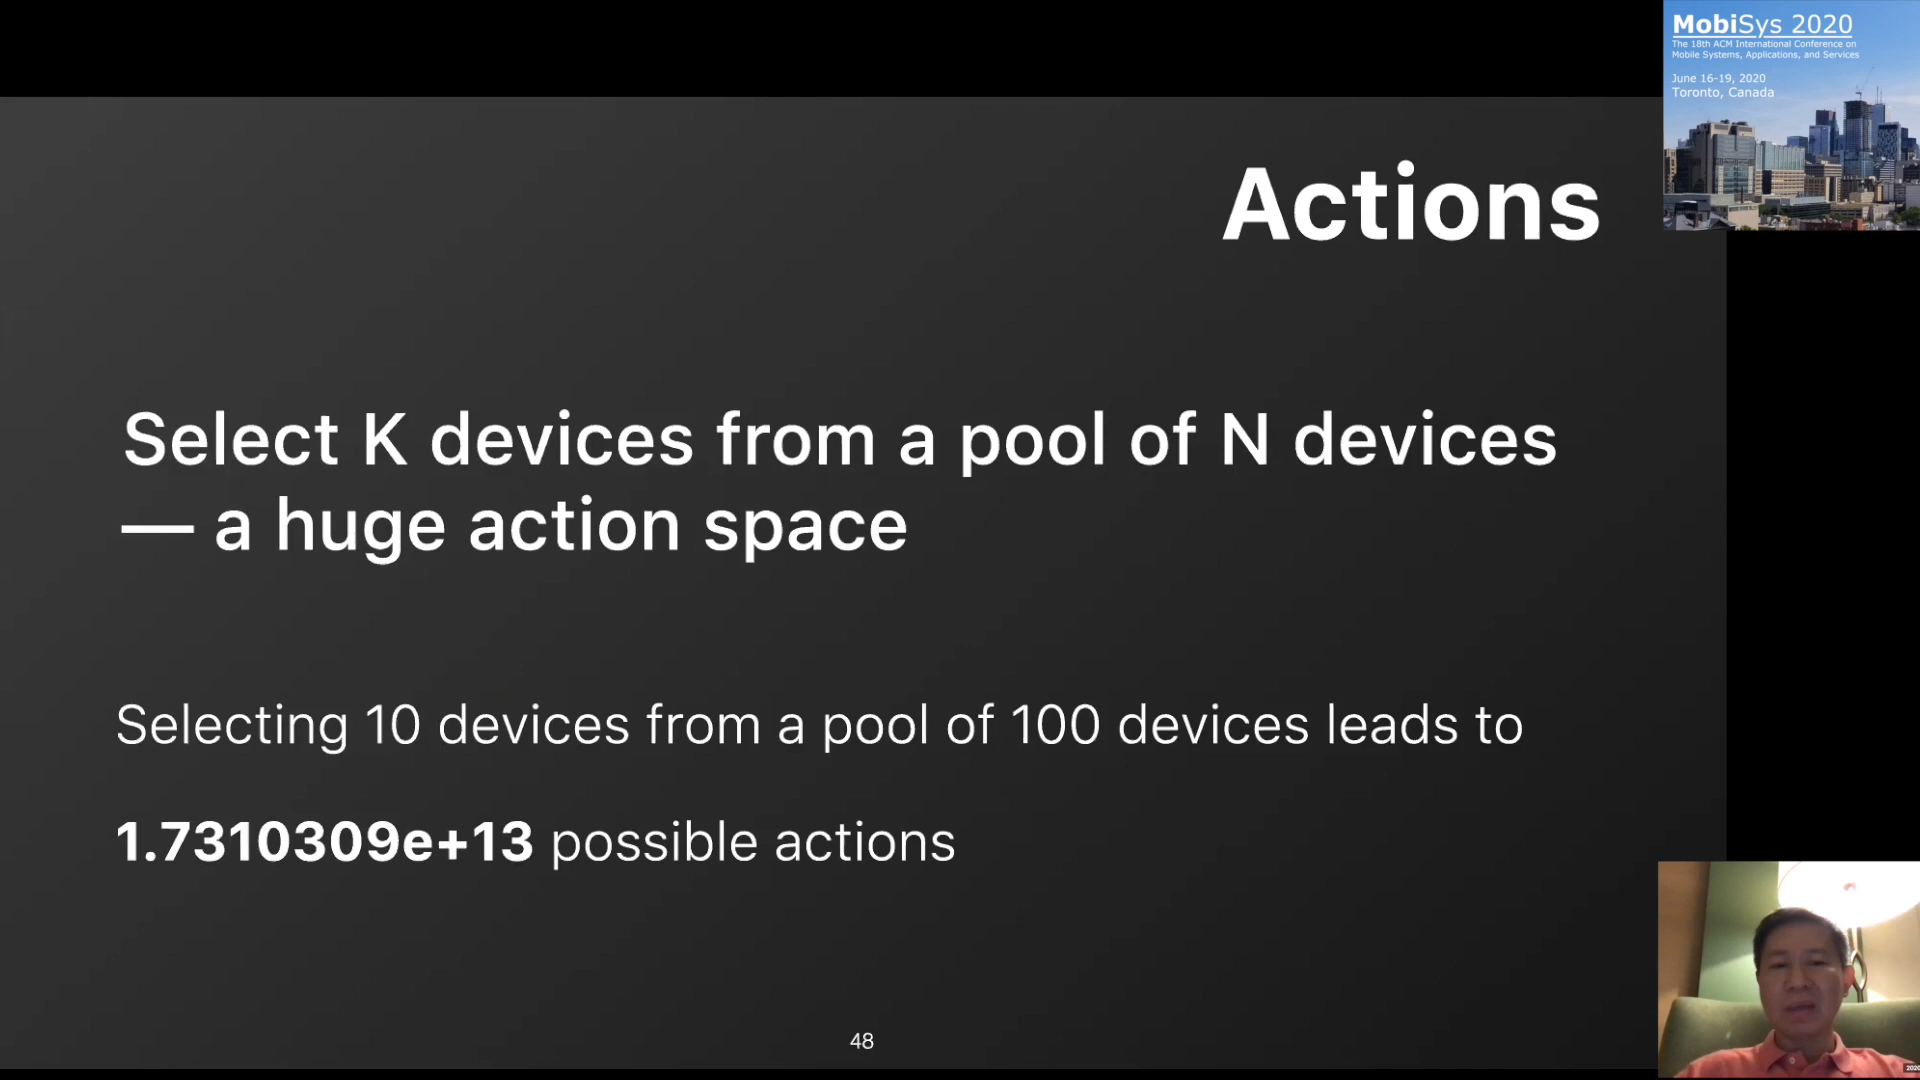 MobiSys 2020
The 18th ACM International Conference on
Mobile Systems, Applications, and Services
June 16-19, 2020
Toronto, Canada
Actions
Select K devices from a pool of N devices
— a huge action space
Selecting 10 devices from a pool of 100 devices leads to
1.7310309e+13 possible actions
48